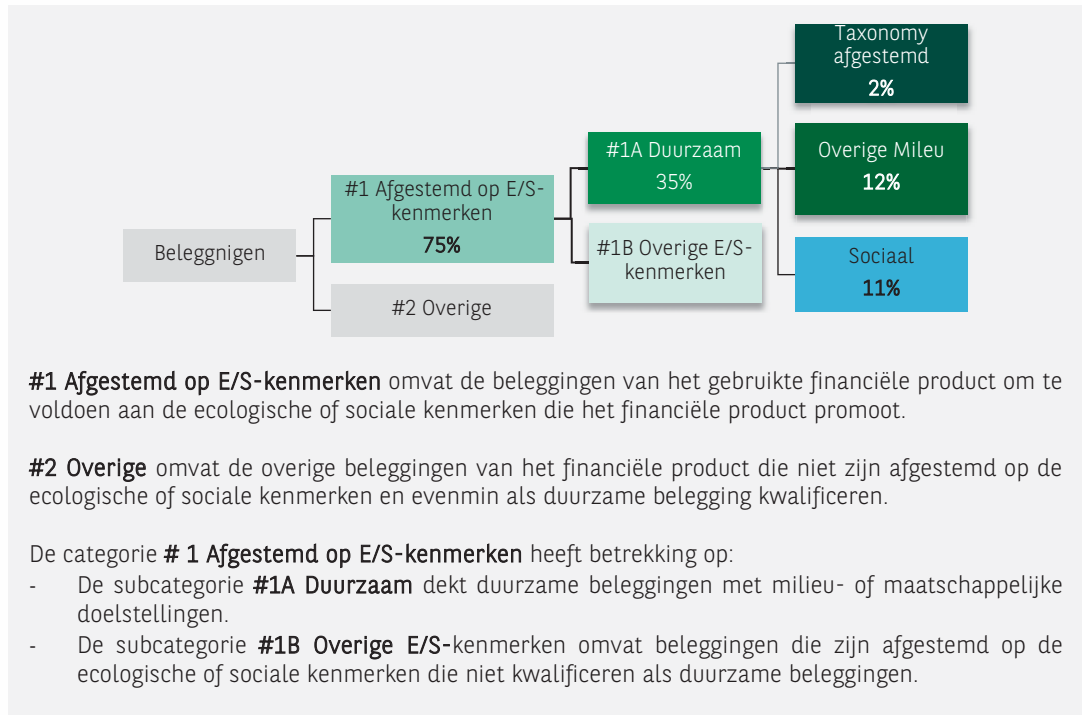 Taxonomy
afgestemd
2%
#1A Duurzaam
35%
Overige Mileu
12%
#1 Afgestemd op E/S-
kenmerken
75%
Beleggnigen
#1B Overige E/S-
kenmerken
Sociaal
11%
#2 Overige
#1 Afgestemd op E/S-kenmerken omvat de beleggingen van het gebruikte financiële product om te
voldoen aan de ecologische of sociale kenmerken die het financiële product promoot.
#2 Overige omvat de overige beleggingen van het financiële product die niet zijn afgestemd op de
ecologische of sociale kenmerken en evenmin als duurzame belegging kwalificeren.
De categorie # 1 Afgestemd op E/S-kenmerken heeft betrekking op:
- De subcategorie #1A Duurzaam dekt duurzame beleggingen met milieu- of maatschappelijke
doelstellingen.
- De subcategorie #1B Overige E/S-kenmerken omvat beleggingen die zijn afgestemd op de
ecologische of sociale kenmerken die niet kwalificeren als duurzame beleggingen.